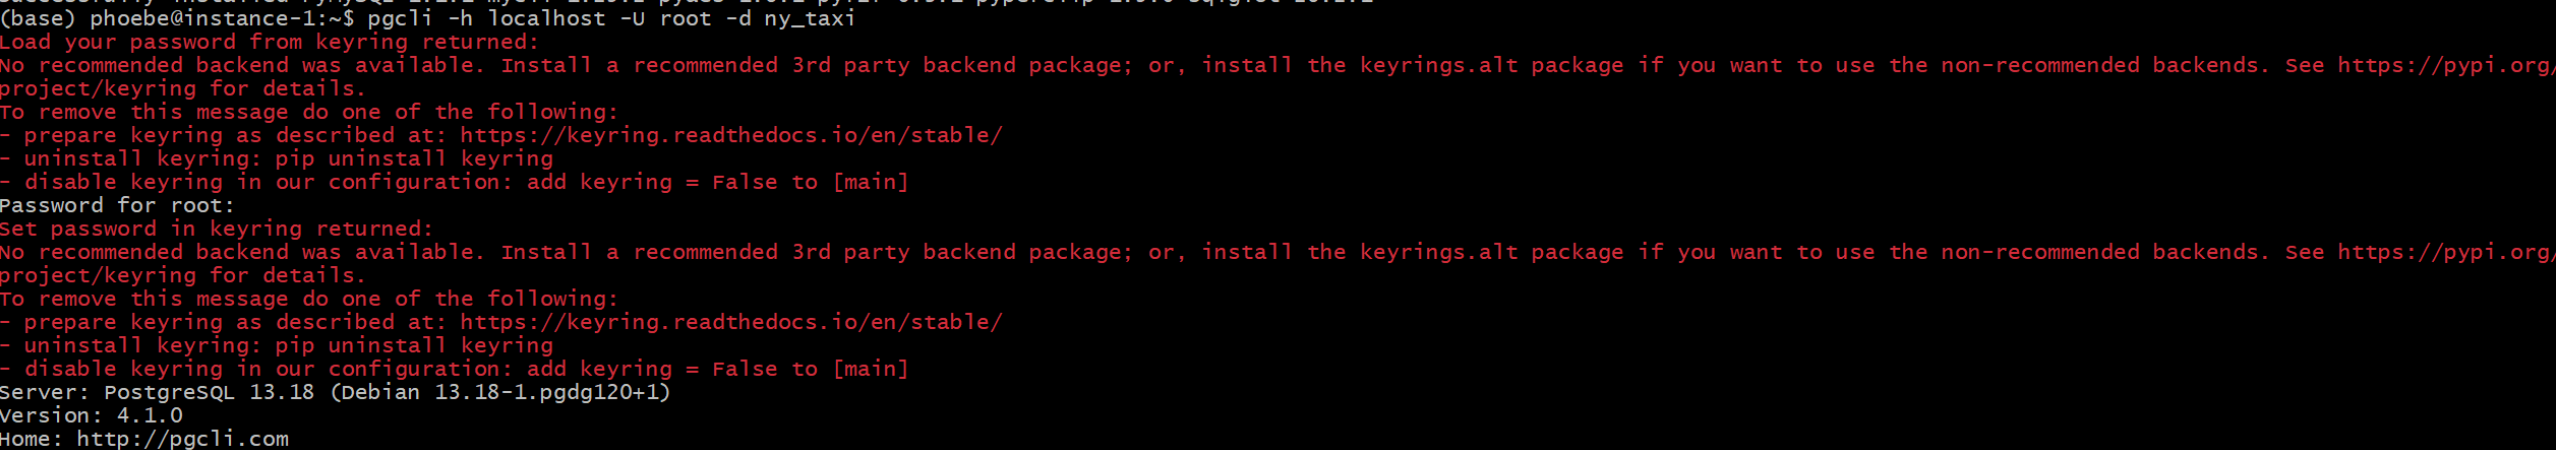 (base) phoebe@instance-1:~$ pgcli -h localhost -U root -d ny_taxi
Load your password from keyring returned:
No recommended backend was available. Install a recommended 3rd party backend package; or, install the keyrings.alt package if you want to use the non-recommended backends. See https://pypi.org/
project/keyring for details.
To remove this message do one of the following:
- prepare keyring as described at: https://keyring.readthedocs.io/en/stable/
- uninstall keyring: pip uninstall keyring
- disable keyring in our configuration: add keyring = False to [main]
Password for root:
Set password in keyring returned:
No recommended backend was available. Install a recommended 3rd party backend package; or, install the keyrings.alt package if you want to use the non-recommended backends. See https://pypi.org/
project/keyring for details.
To remove this message do one of the following:
- prepare keyring as described at: https://keyring.readthedocs.io/en/stable/
- uninstall keyring: pip uninstall keyring
- disable keyring in our configuration: add keyring = False to [main]
Server: PostgreSQL 13.18 (Debian 13.18-1.pgdg120+1)
Version: 4.1.0
Home: http://pgcli.com